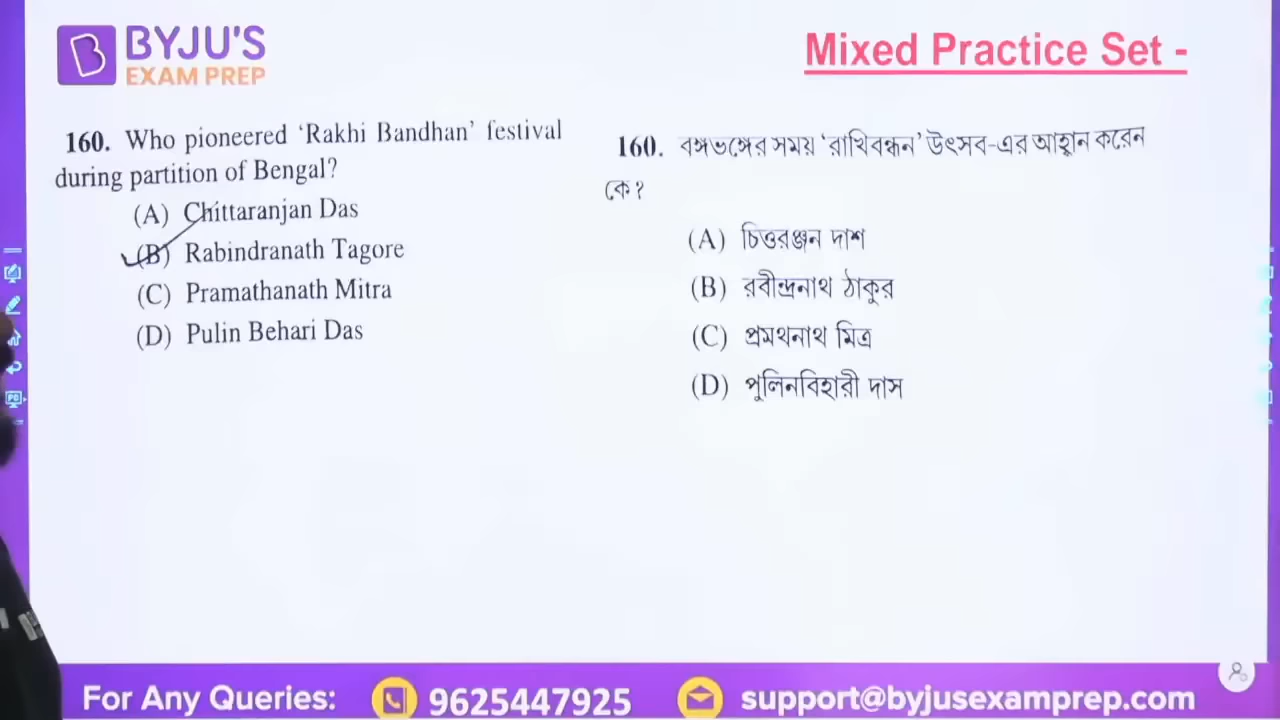 BYJU'S
EXAM PREP
Mixed Practice Set -
160. Who pioneered ‘Rakhi Bandhan’ festival
during partition of Bengal?
(A) Chittaranjan Das
(B) Rabindranath Tagore
(C) Pramathanath Mitra
(D) Pulin Behari Das
160. বঙ্গভঙ্গের সময় ‘রাখিবন্ধন’ উৎসব-এর আহ্বান করেন
কে?
(A) চিত্তরঞ্জন দাশ
(B) রবীন্দ্রনাথ ঠাকুর
(C) প্রমথনাথ মিত্র
(D) পুলিনবিহারী দাস
For Any Queries: 9625447925 support@byjusexamprep.com